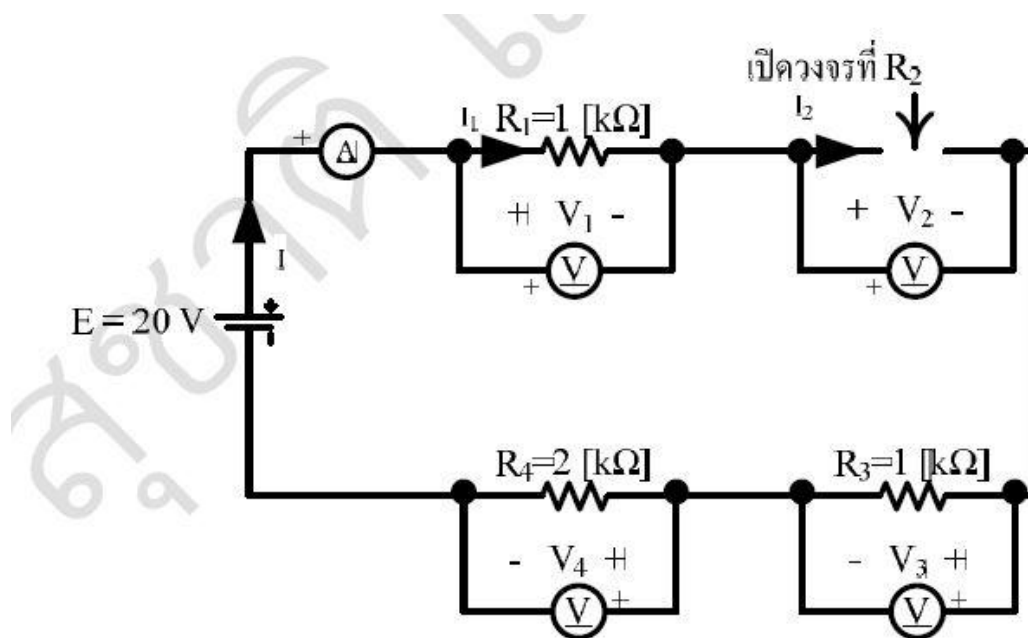 เปิดวงจรที่ R₂
I₁ R₁=1 [kΩ] I₂
+ A
+ V₁ - + V₂ -
I + V + V
E = 20 V +
-
R₄=2 [kΩ] R₃=1 [kΩ]
- V₄ + - V₃ +
V + V +